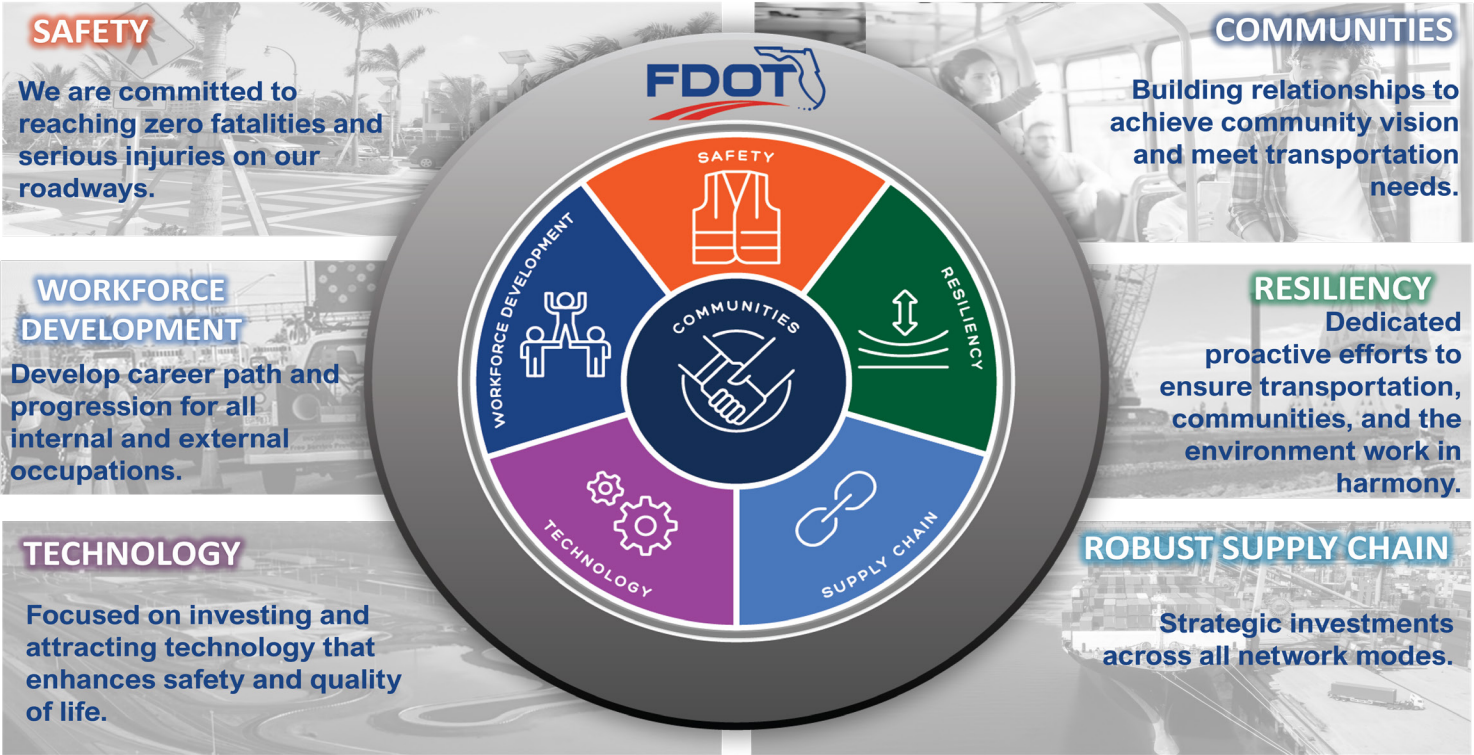 SAFETY
We are committed to
reaching zero fatalities and
serious injuries on our
roadways.
WORKFORCE
DEVELOPMENT
Develop career path and
progression for all
internal and external
occupations.
TECHNOLOGY
Focused on investing and
attracting technology that
enhances safety and quality
of life.
FDOT
SAFETY
RESILIENCY
SUPPLY CHAIN
TECHNOLOGY
WORKFORCE DEVELOPMENT
COMMUNITIES
COMMUNITIES
Building relationships to
achieve community vision
and meet transportation
needs.
RESILIENCY
Dedicated
proactive efforts to
ensure transportation,
communities, and the
environment work in
harmony.
ROBUST SUPPLY CHAIN
Strategic investments
across all network modes.